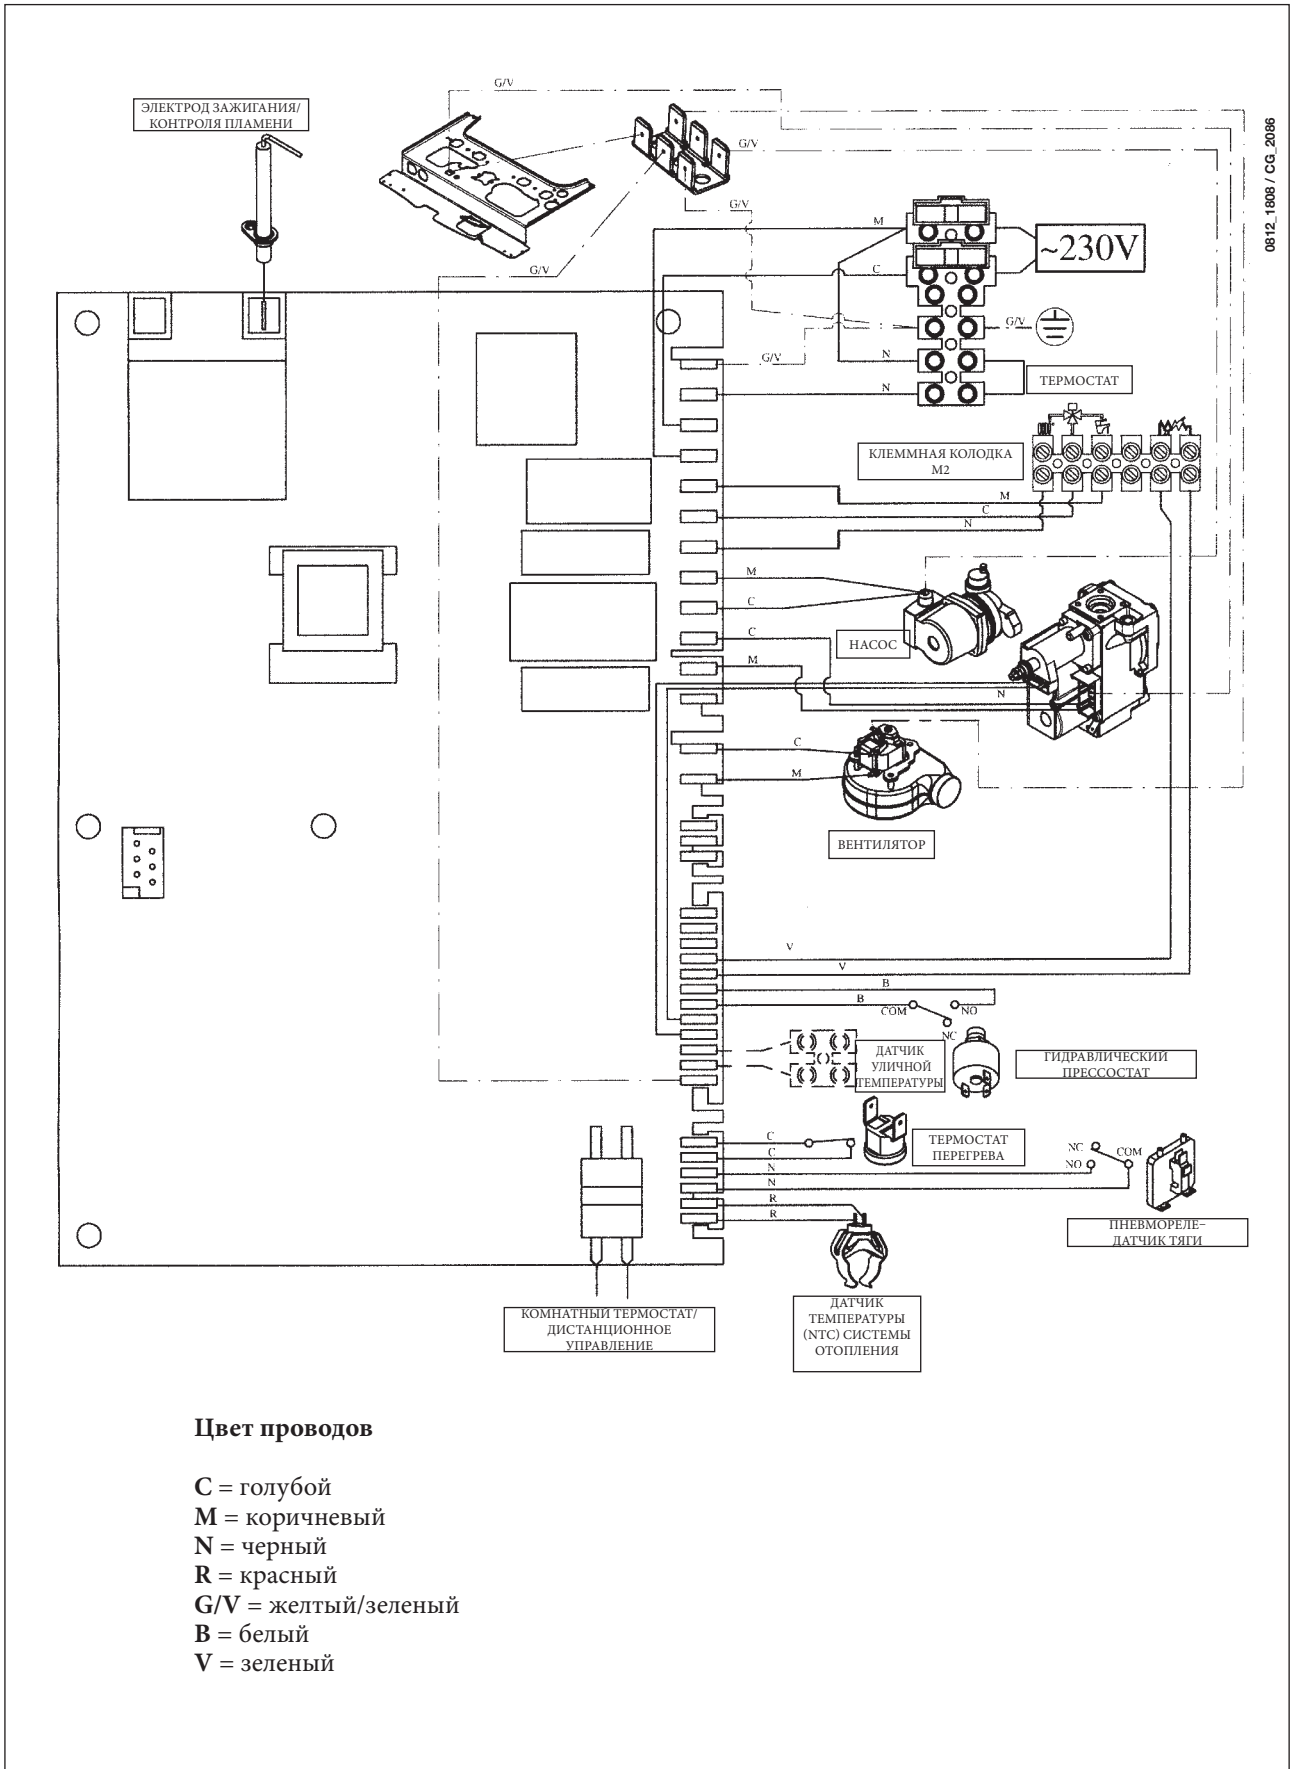 G/V
ЭЛЕКТРОД ЗАЖИГАНИЯ/
КОНТРОЛЯ ПЛАМЕНИ
0812_1808 / CG_2086
G/V
G/V
M
~230V
G/V
C
G/V
G/V
N
ТЕРМОСТАТ
N
КЛЕММНАЯ КОЛОДКА
М2
M
C
N
M
C
C
НАСОС
M
N
C
M
ВЕНТИЛЯТОР
V
V
B
B
COM
NO
NC
ДАТЧИК
УЛИЧНОЙ
ТЕМПЕРАТУРЫ
ГИДРАВЛИЧЕСКИЙ
ПРЕССОСТАТ
C
C
ТЕРМОСТАТ
ПЕРЕГРЕВА
NC
NO
COM
N
N
R
R
ПНЕВМОРЕЛЕ–
ДАТЧИК ТЯГИ
КОМНАТНЫЙ ТЕРМОСТАТ/
ДИСТАНЦИОННОЕ
УПРАВЛЕНИЕ
ДАТЧИК
ТЕМПЕРАТУРЫ
(NTC) СИСТЕМЫ
ОТОПЛЕНИЯ
Цвет проводов
C = голубой
M = коричневый
N = черный
R = красный
G/V = желтый/зеленый
B = белый
V = зеленый